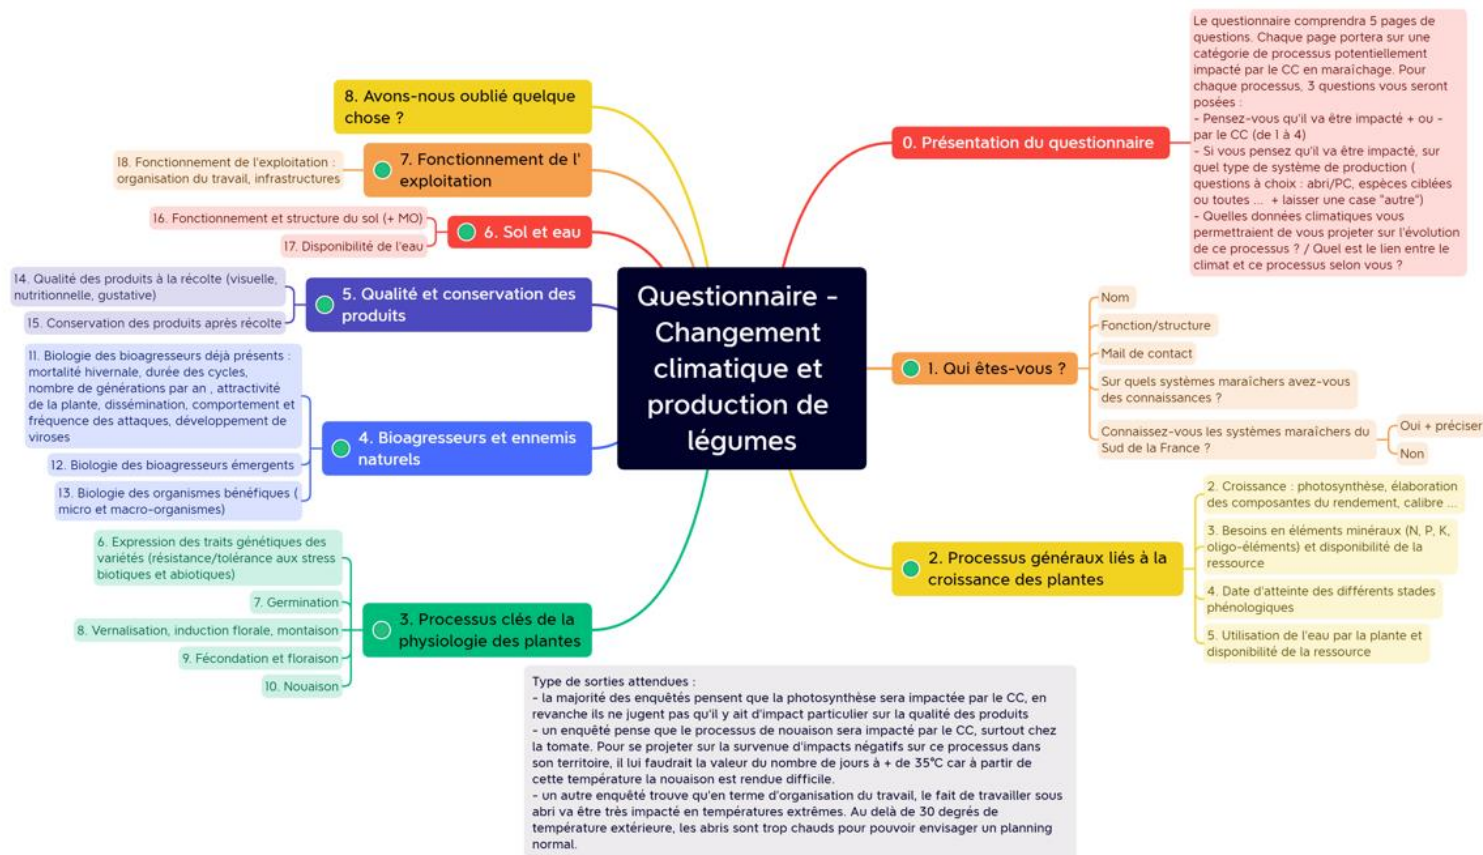 Questionnaire -
Changement
climatique et
production de
légumes
0. Présentation du questionnaire
Le questionnaire comprendra 5 pages de
questions. Chaque page portera sur une
catégorie de processus potentiellement
impacté par le CC en maraîchage. Pour
chaque processus, 3 questions vous seront
posées :
- Pensez-vous qu'il va être impacté + ou -
par le CC (de 1 à 4)
- Si vous pensez qu'il va être impacté, sur
quel type de système de production (
questions à choix : abri/PC, espèces ciblées
ou toutes ... + laisser une case "autre")
- Quelles données climatiques vous
permettraient de vous projeter sur l'évolution
de ce processus ? / Quel est le lien entre le
climat et ce processus selon vous ?
1. Qui êtes-vous ?
Nom
Fonction/structure
Mail de contact
Sur quels systèmes maraîchers avez-vous
des connaissances ?
Connaissez-vous les systèmes maraîchers du
Sud de la France ?
Oui + préciser
Non
2. Processus généraux liés à la
croissance des plantes
2. Croissance : photosynthèse, élaboration
des composantes du rendement, calibre ...
3. Besoins en éléments minéraux (N, P, K,
oligo-éléments) et disponibilité de la
ressource
4. Date d'atteinte des différents stades
phénologiques
5. Utilisation de l'eau par la plante et
disponibilité de la ressource
3. Processus clés de la
physiologie des plantes
6. Expression des traits génétiques des
variétés (résistance/tolérance aux stress
biotiques et abiotiques)
7. Germination
8. Vernalisation, induction florale, montaison
9. Fécondation et floraison
10. Nouaison
4. Bioagresseurs et ennemis
naturels
11. Biologie des bioagresseurs déjà présents :
mortalité hivernale, durée des cycles,
nombre de générations par an , attractivité
de la plante, dissémination, comportement et
fréquence des attaques, développement de
viroses
12. Biologie des bioagresseurs émergents
13. Biologie des organismes bénéfiques (
micro et macro-organismes)
5. Qualité et conservation des
produits
14. Qualité des produits à la récolte (visuelle,
nutritionnelle, gustative)
15. Conservation des produits après récolte
6. Sol et eau
16. Fonctionnement et structure du sol (+ MO)
17. Disponibilité de l'eau
7. Fonctionnement de l'
exploitation
18. Fonctionnement de l'exploitation :
organisation du travail, infrastructures
8. Avons-nous oublié quelque
chose ?
Type de sorties attendues :
- la majorité des enquêtés pensent que la photosynthèse sera impactée par le CC, en
revanche ils ne jugent pas qu'il y ait d'impact particulier sur la qualité des produits
- un enquêté pense que le processus de nouaison sera impacté par le CC, surtout chez
la tomate. Pour se projeter sur la survenue d'impacts négatifs sur ce processus dans
son territoire, il lui faudrait la valeur du nombre de jours à + de 35°C car à partir de
cette température la nouaison est rendue difficile.
- un autre enquêté trouve qu'en terme d'organisation du travail, le fait de travailler sous
abri va être très impacté en températures extrêmes. Au delà de 30 degrés de
température extérieure, les abris sont trop chauds pour pouvoir envisager un planning
normal.